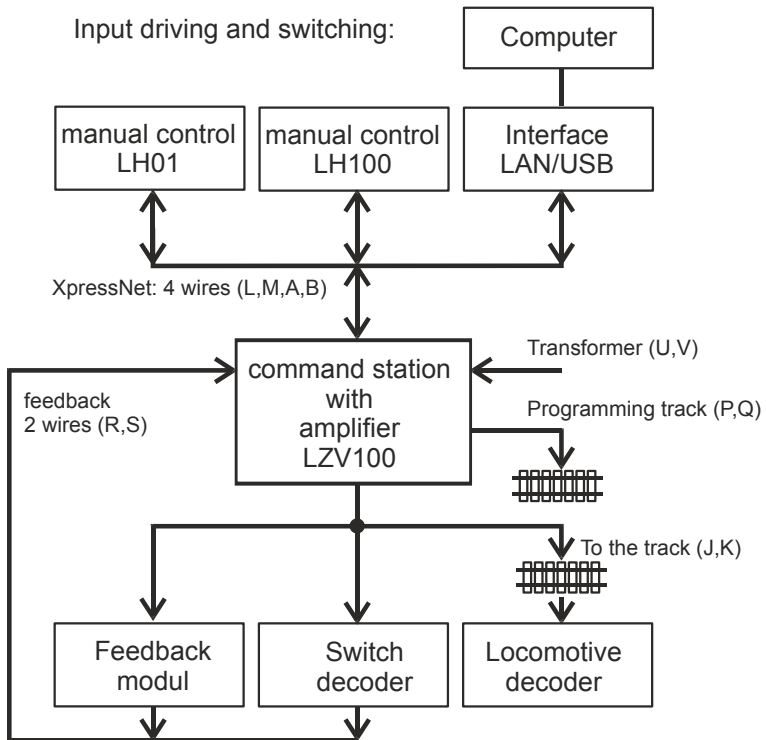 Input driving and switching:
Computer
manual control
LH01
manual control
LH100
Interface
LAN/USB
XpressNet: 4 wires (L,M,A,B)
command station
with
amplifier
LZV100
Transformer (U,V)
feedback
2 wires (R,S)
Programming track (P,Q)
To the track (J,K)
Feedback
modul
Switch
decoder
Locomotive
decoder